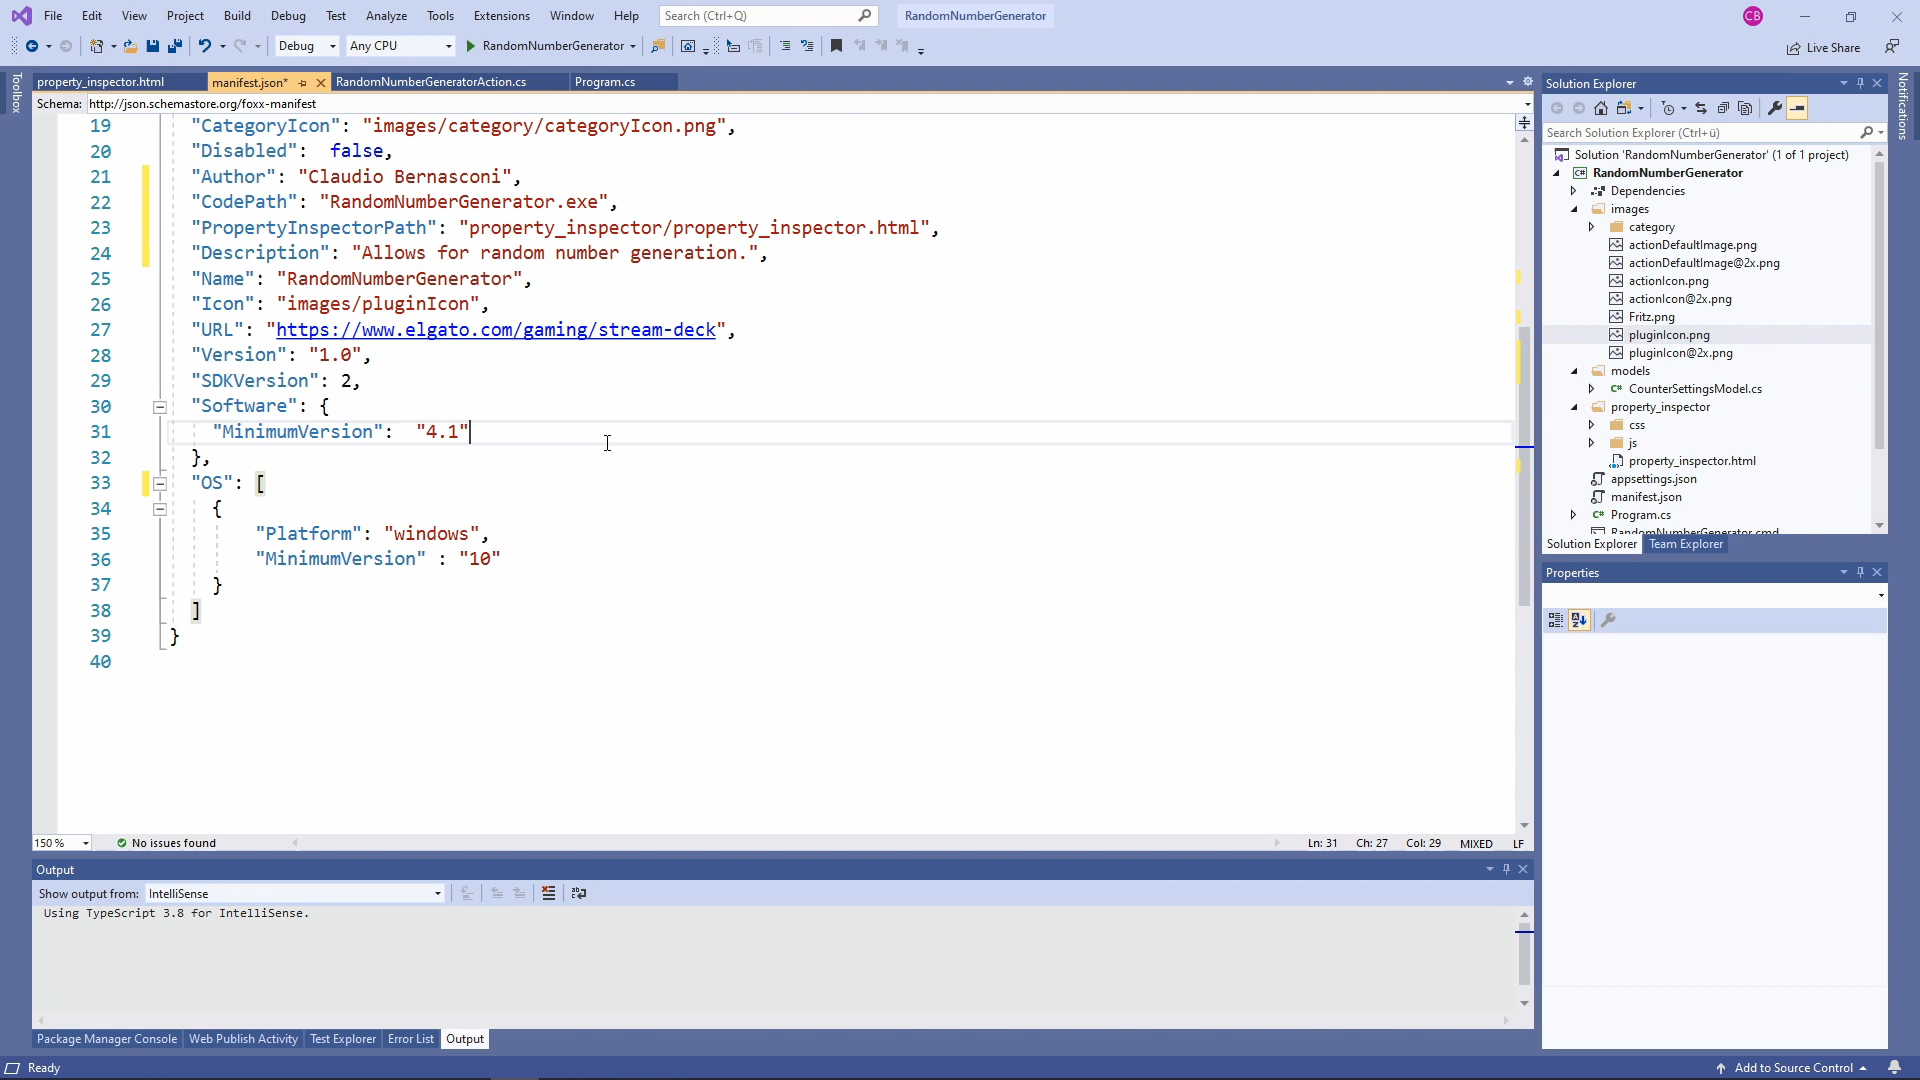 File Edit View Project Build Debug Test Analyze Tools Extensions Window Help Search (Ctrl+Q) RandomNumberGenerator CB
Debug Any CPU RandomNumberGenerator Live Share
Toolbox
property_inspector.html manifest.json* RandomNumberGeneratorAction.cs Program.cs
Schema: http://json.schemastore.org/foxx-manifest
19 "CategoryIcon": "images/category/categoryIcon.png",
20 "Disabled":  false,
21 "Author": "Claudio Bernasconi",
22 "CodePath": "RandomNumberGenerator.exe",
23 "PropertyInspectorPath": "property_inspector/property_inspector.html",
24 "Description": "Allows for random number generation.",
25 "Name": "RandomNumberGenerator",
26 "Icon": "images/pluginIcon",
27 "URL": "https://www.elgato.com/gaming/stream-deck",
28 "Version": "1.0",
29 "SDKVersion": 2,
30 "Software": {
31 "MinimumVersion":  "4.1"
32 },
33 "OS": [
34 {
35 "Platform": "windows",
36 "MinimumVersion" : "10"
37 }
38 ]
39 }
40
150 % No issues found Ln: 31 Ch: 27 Col: 29 MIXED LF
Output
Show output from: IntelliSense
Using TypeScript 3.8 for IntelliSense.
Package Manager Console Web Publish Activity Test Explorer Error List Output
Solution Explorer
Search Solution Explorer (Ctrl+ü)
Solution 'RandomNumberGenerator' (1 of 1 project)
C# RandomNumberGenerator
Dependencies
images
category
actionDefaultImage.png
actionDefaultImage@2x.png
actionIcon.png
actionIcon@2x.png
Fritz.png
pluginIcon.png
pluginIcon@2x.png
models
C# CounterSettingsModel.cs
property_inspector
css
js
property_inspector.html
appsettings.json
manifest.json
C# Program.cs
RandomNumberGenerator.cmd
Solution Explorer Team Explorer
Properties
Notifications
Ready Add to Source Control